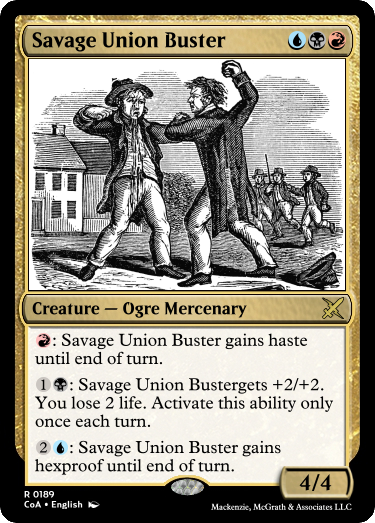 Savage Union Buster
Creature — Ogre Mercenary
: Savage Union Buster gains haste
until end of turn.
1 : Savage Union Bustergets +2/+2.
You lose 2 life. Activate this ability only
once each turn.
2 : Savage Union Buster gains
hexproof until end of turn.
4/4
R 0189
CoA • English
Mackenzie, McGrath & Associates LLC